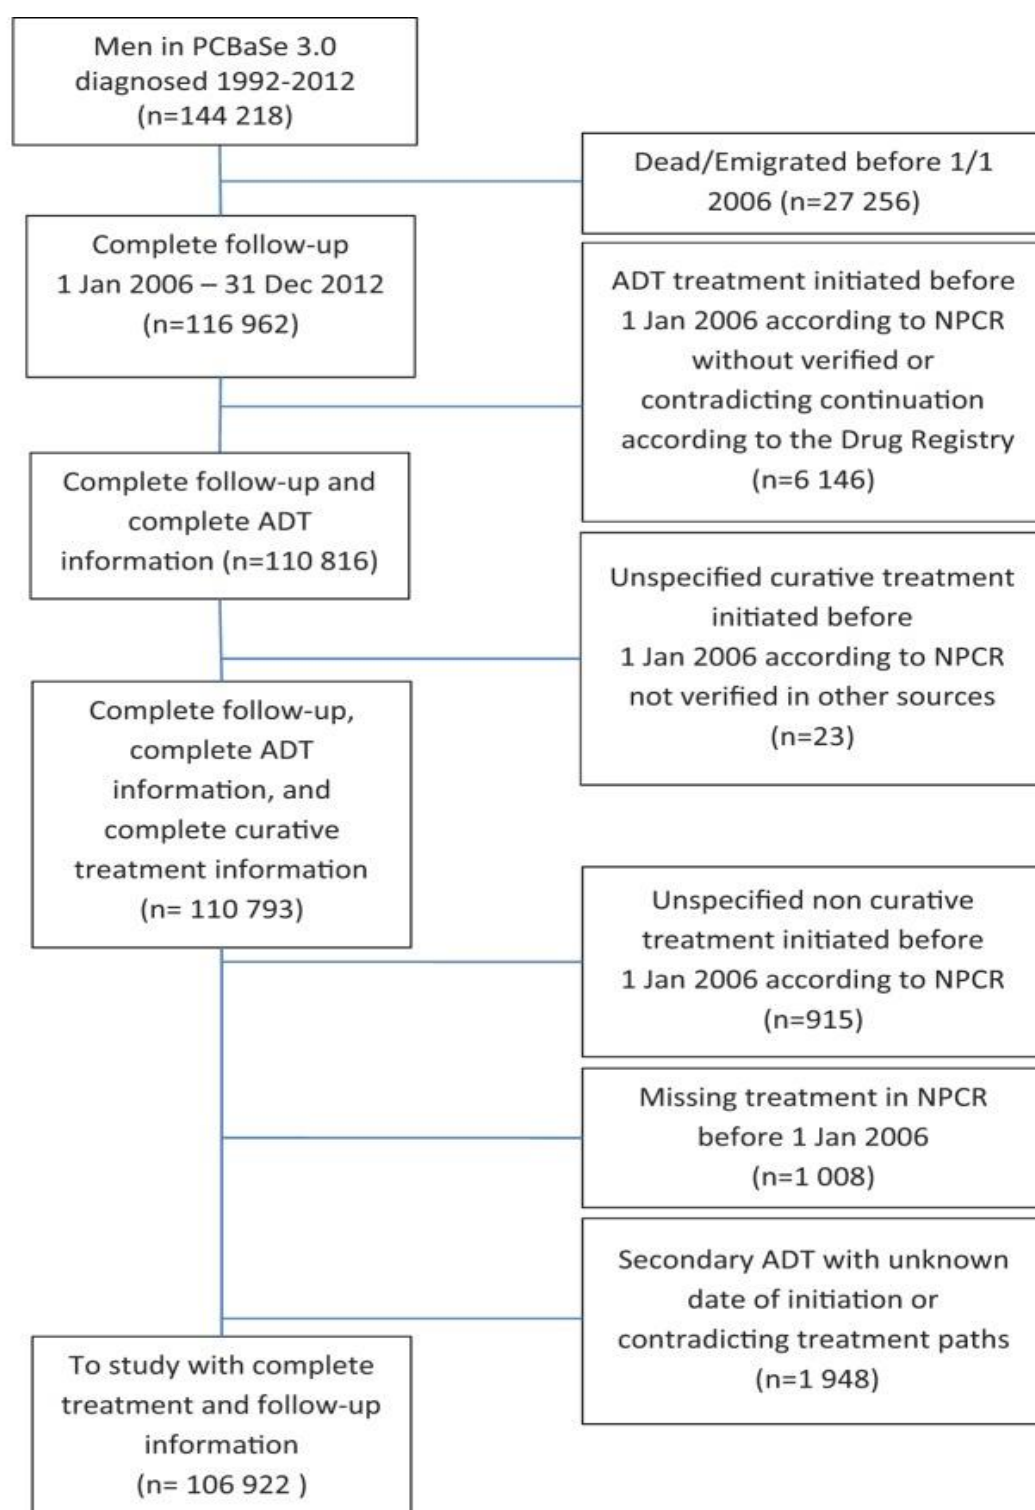 Men in PCBaSe 3.0
diagnosed 1992-2012
(n=144 218)
Dead/Emigrated before 1/1
2006 (n=27 256)
Complete follow-up
1 Jan 2006 – 31 Dec 2012
(n=116 962)
ADT treatment initiated before
1 Jan 2006 according to NPCR
without verified or
contradicting continuation
according to the Drug Registry
(n=6 146)
Complete follow-up and
complete ADT
information (n=110 816)
Unspecified curative treatment
initiated before
1 Jan 2006 according to NPCR
not verified in other sources
(n=23)
Complete follow-up,
complete ADT
information, and
complete curative
treatment information
(n= 110 793)
Unspecified non curative
treatment initiated before
1 Jan 2006 according to NPCR
(n=915)
Missing treatment in NPCR
before 1 Jan 2006
(n=1 008)
Secondary ADT with unknown
date of initiation or
contradicting treatment paths
(n=1 948)
To study with complete
treatment and follow-up
information
(n= 106 922 )